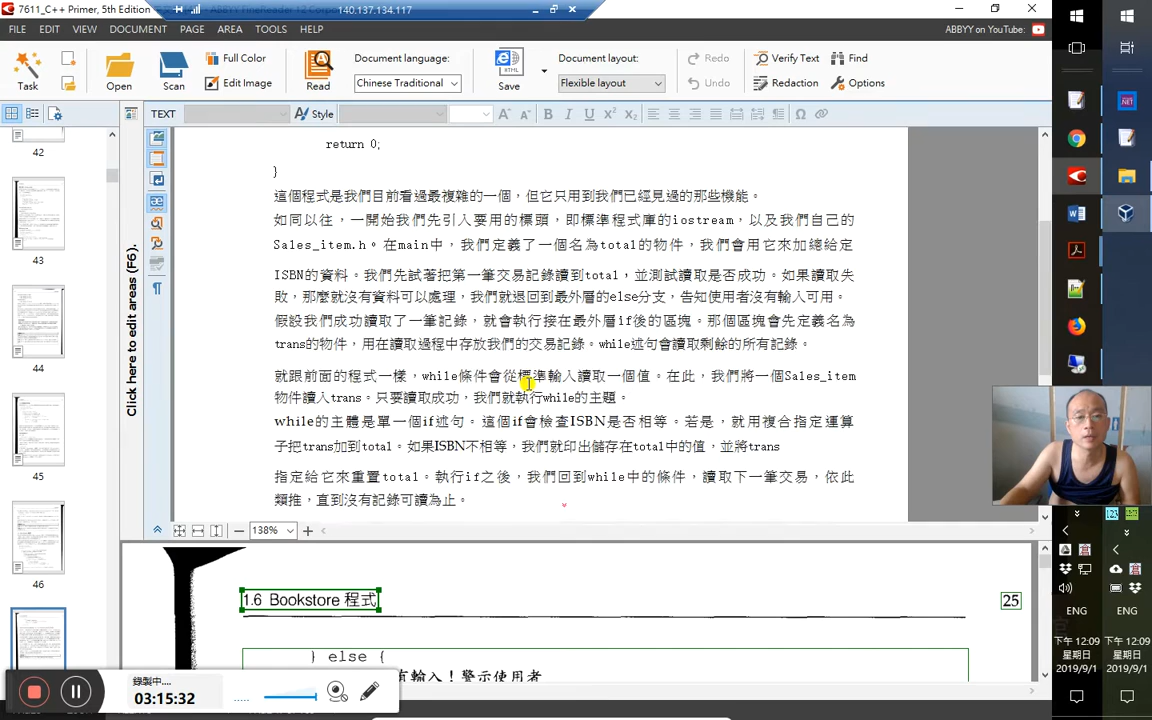 7611_C++ Primer, 5th Edition
140.137.134.117
FILE EDIT VIEW DOCUMENT PAGE AREA TOOLS HELP
ABBYY on YouTube:
Task
Open
Scan
Full Color
Edit Image
Read
Document language:
Chinese Traditional
Save
Document layout:
Flexible layout
Redo
Undo
Verify Text
Find
Redaction
Options
TEXT
Style
Click here to edit areas (F6).
42
43
44
45
46
return 0;
}
這個程式是我們目前看過最複雜的一個，但它只用到我們已經見過的那些機能。
如同以往，一開始我們先引入要用的標頭，即標準程式庫的iostream，以及我們自己的
Sales_item.h。在main中，我們定義了一個名為total的物件，我們會用它來加總給定
ISBN的資料。我們先試著把第一筆交易記錄讀到total，並測試讀取是否成功。如果讀取失
敗，那麼就沒有資料可以處理，我們就退回到最外層的else分支，告知使用者沒有輸入可用。
假設我們成功讀取了一筆記錄，就會執行接在最外層if後的區塊。那個區塊會先定義名為
trans的物件，用在讀取過程中存放我們的交易記錄。while述句會讀取剩餘的所有記錄。
就跟前面的程式一樣，while條件會從標準輸入讀取一個值。在此，我們將一個Sales_item
物件讀入trans。只要讀取成功，我們就執行while的主題。
while的主體是單一個if述句。這個if會檢查ISBN是否相等。若是，就用複合指定運算
子把trans加到total。如果ISBN不相等，我們就印出儲存在total中的值，並將trans
指定給它來重置total。執行if之後，我們回到while中的條件，讀取下一筆交易，依此
類推，直到沒有記錄可讀為止。
138%
1.6 Bookstore 程式
25
} else {
有輸入！警示使用者
錄製中....
03:15:32
ENG
下午 12:09
星期日
2019/9/1
ENG
下午 12:09
星期日
2019/9/1